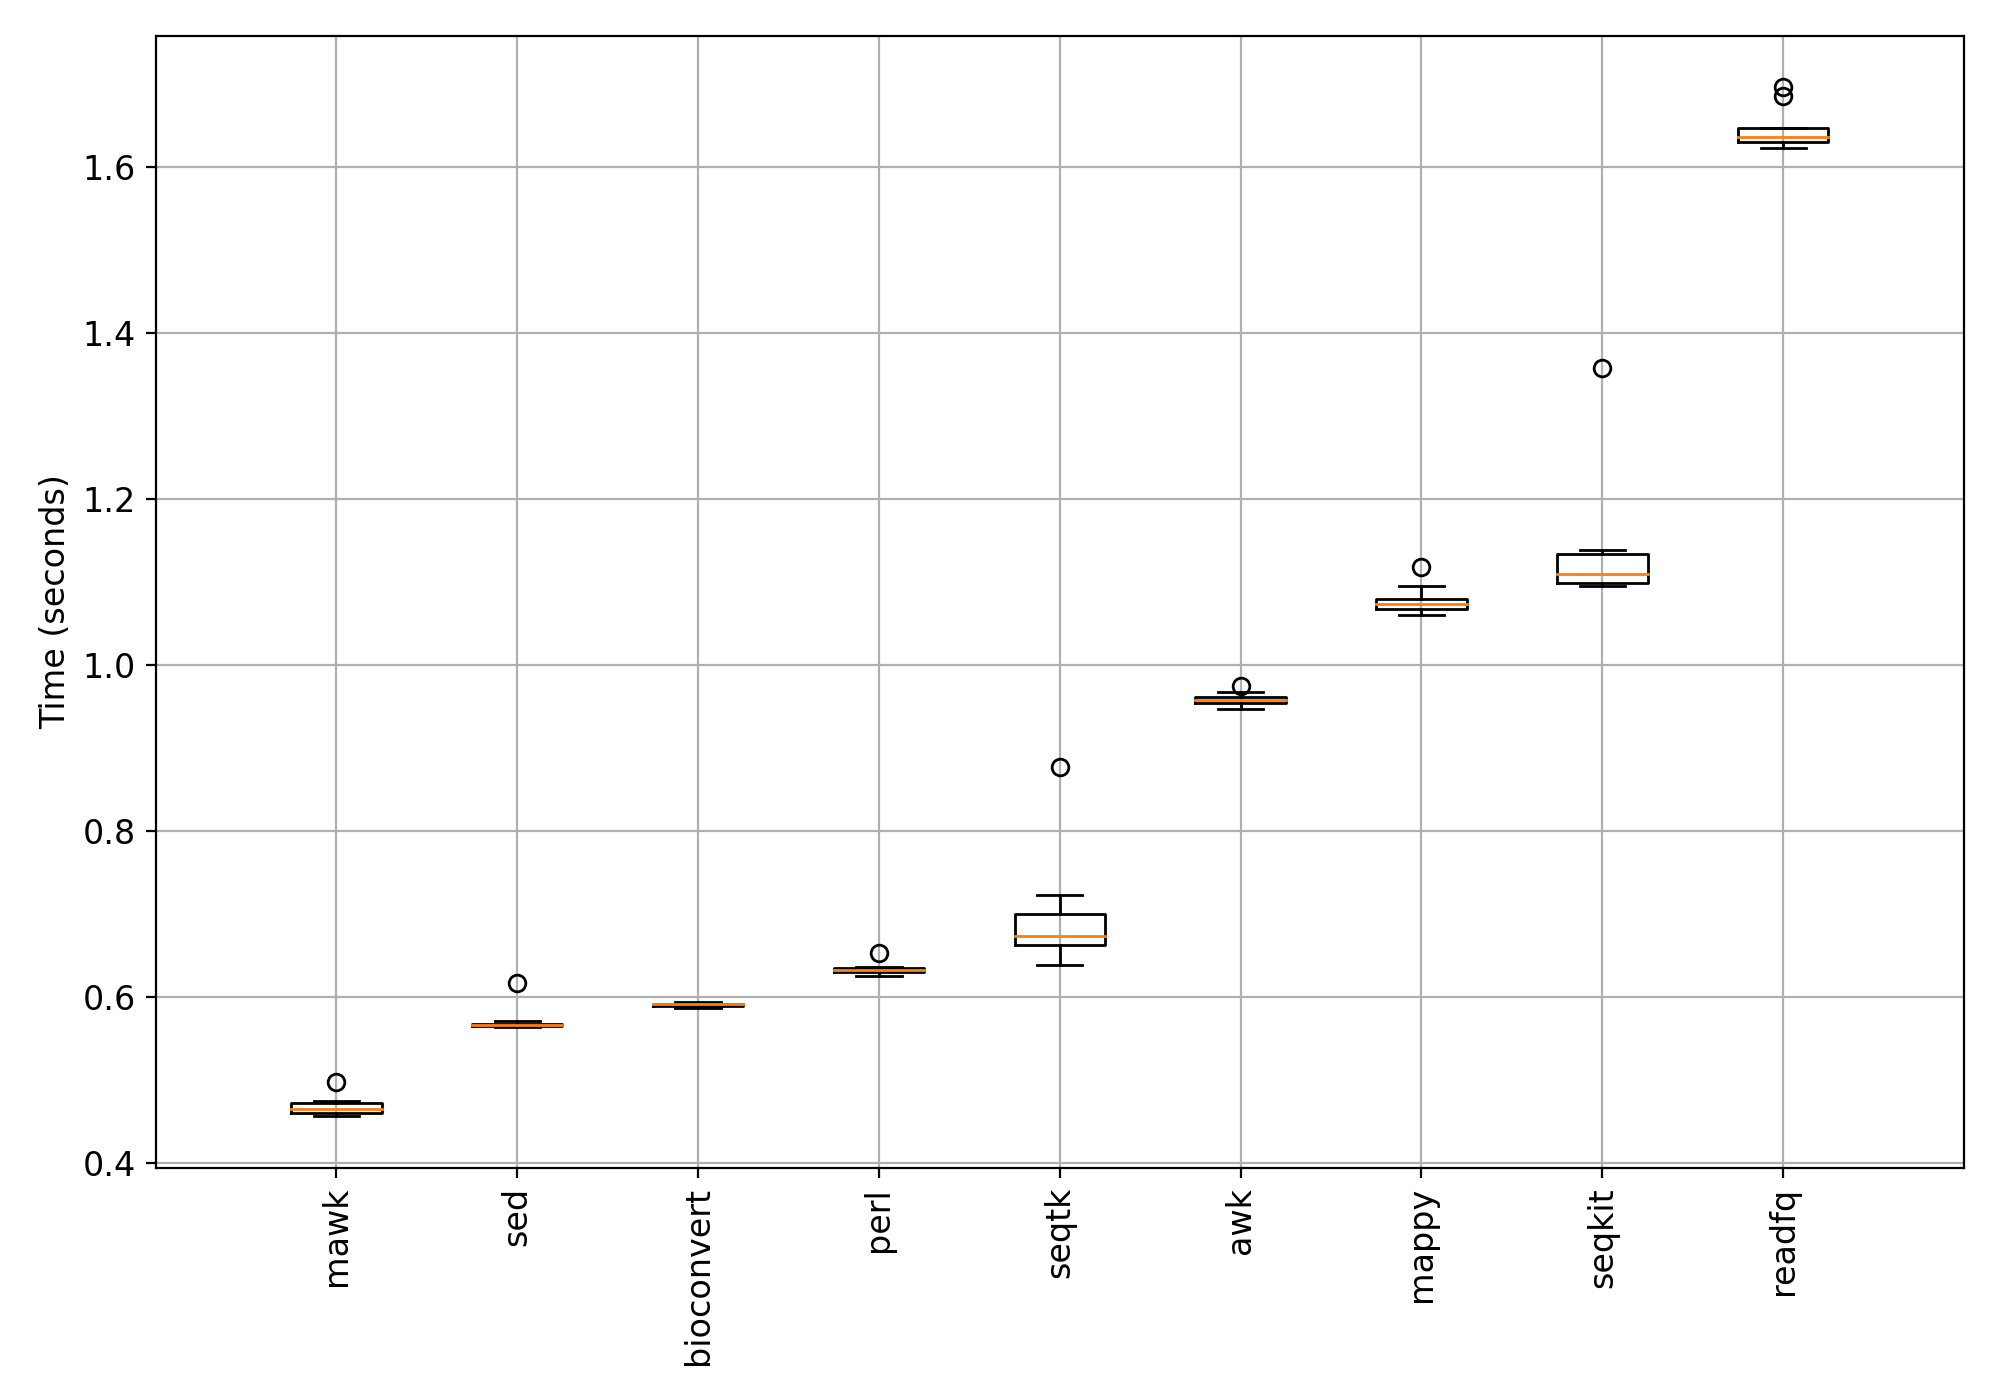 Time (seconds)
1.6
1.4
1.2
1.0
0.8
0.6
0.4
mawk
sed
bioconvert
perl
seqtk
awk
mappy
seqkit
readfq